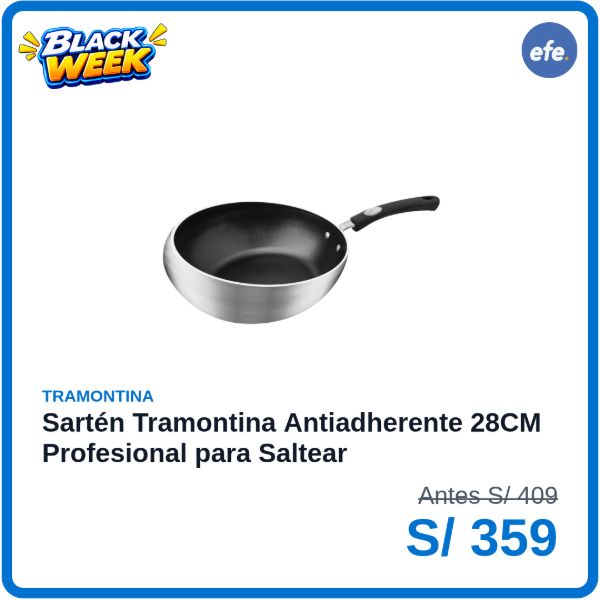 BLACK
WEEK
efe.
TRAMONTINA
Sartén Tramontina Antiadherente 28CM
Profesional para Saltear
Antes S/ 409
S/ 359